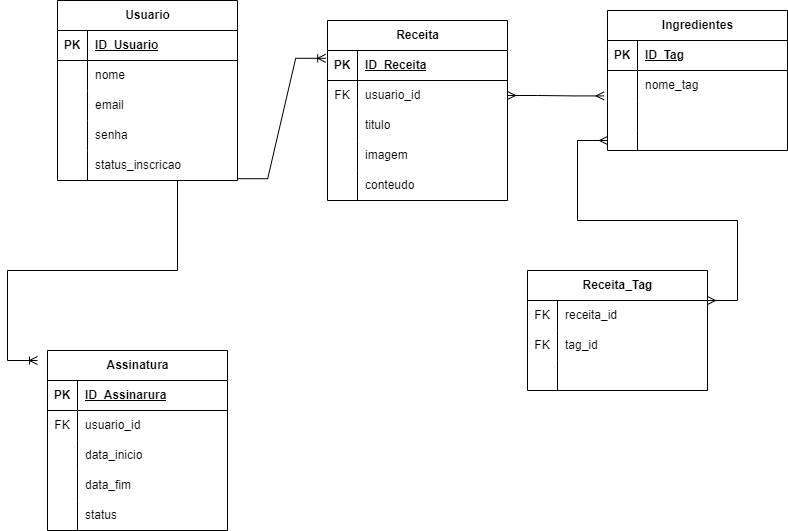 Usuario
PK ID_Usuario
nome
email
senha
status_inscricao
Receita
PK ID_Receita
FK usuario_id
titulo
imagem
conteudo
Ingredientes
PK ID_Tag
nome_tag
Receita_Tag
FK receita_id
FK tag_id
Assinatura
PK ID_Assinarura
FK usuario_id
data_inicio
data_fim
status